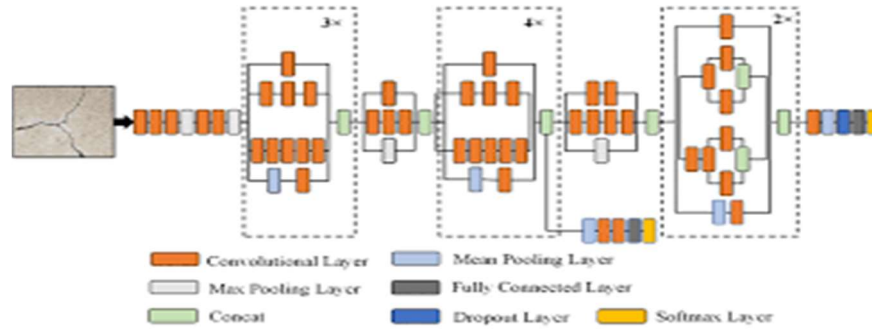 3×
4×
2×
Convolutional Layer
Mean Pooling Layer
Max Pooling Layer
Fully Connected Layer
Concat
Dropout Layer
Softmax Layer